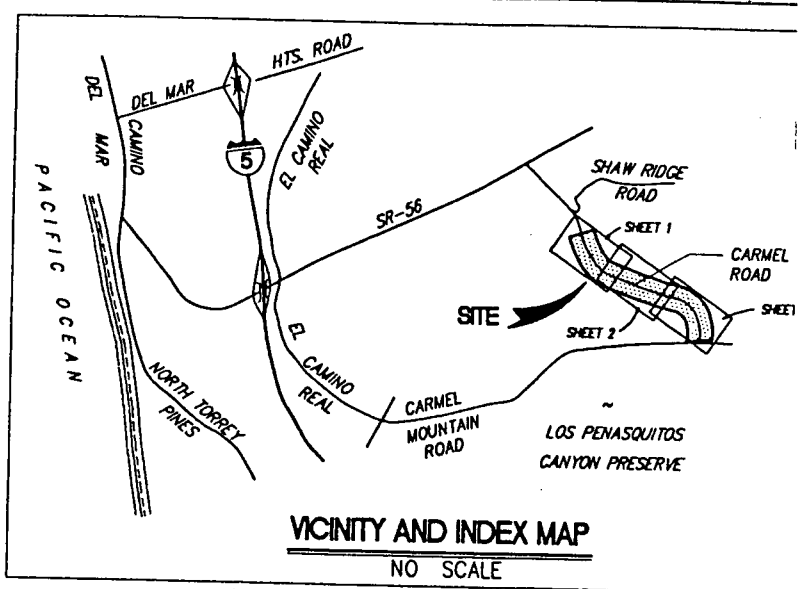 DEL MAR
HTS. ROAD
DEL MAR
CAMINO
5
EL CAMINO
REAL
PACIFIC OCEAN
SR-56
SHAW RIDGE
ROAD
SHEET 1
CARMEL
ROAD
SHEET
SITE
SHEET 2
EL
CAMINO
REAL
NORTH TORREY
PINES
CARMEL
MOUNTAIN
ROAD
~
LOS PENASQUITOS
CANYON PRESERVE
VICINITY AND INDEX MAP
NO SCALE